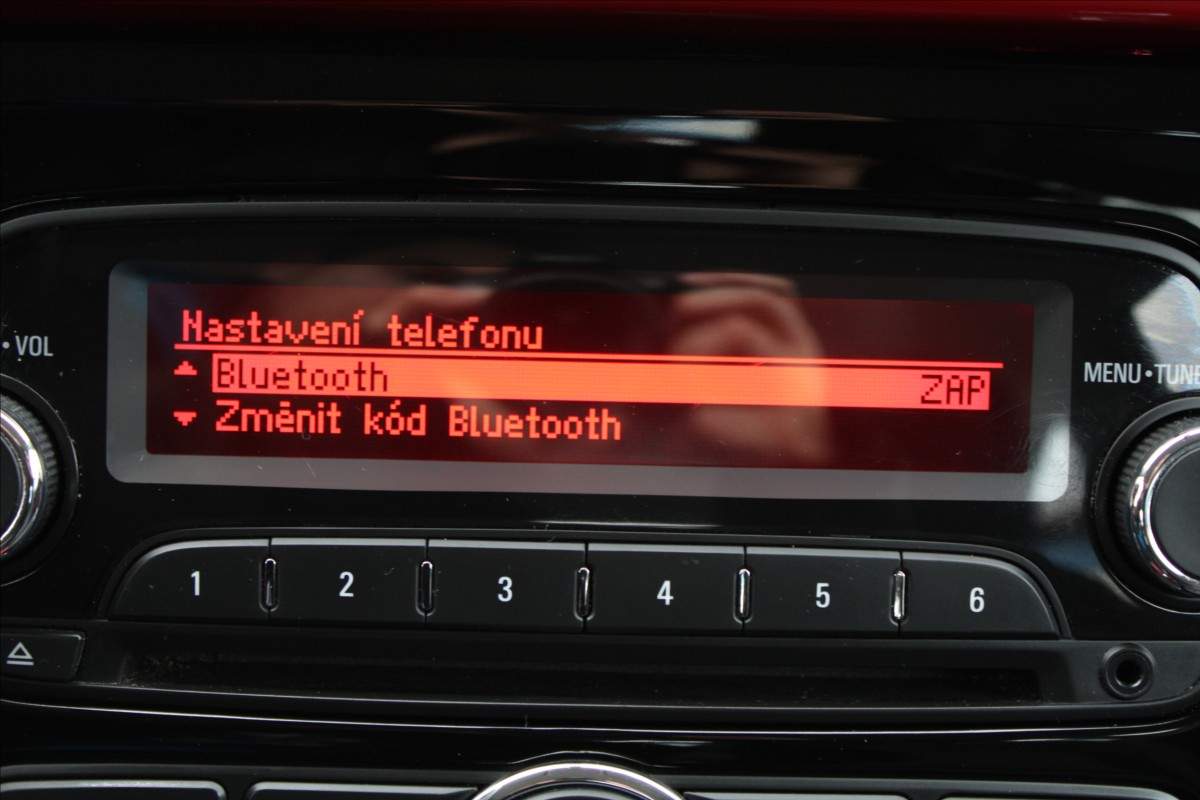 Nastavení telefonu
• VOL
Bluetooth ZAP
MENU • TUNE
Změnit kód Bluetooth
1 2 3 4 5 6